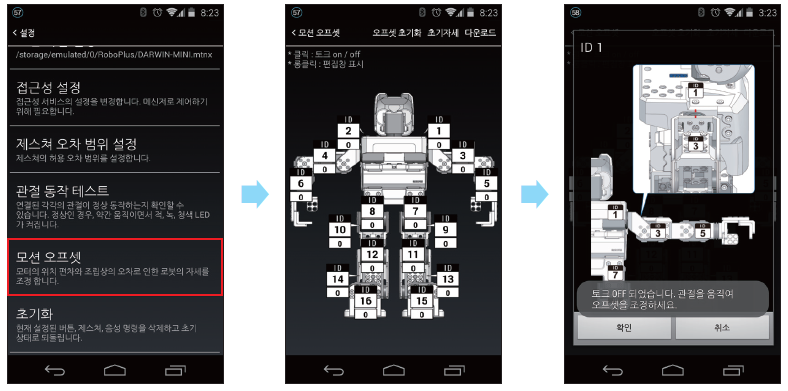 57
8:23
< 설정
/storage/emulated/0/RoboPlus/DARWIN-MINI.mtnx
접근성 설정
접근성 서비스의 설정을 변경합니다. 메신저로 제어하기
위해 필요합니다.
제스쳐 오차 범위 설정
제스쳐의 허용 오차 범위를 설정합니다.
관절 동작 테스트
연결된 각각의 관절이 정상 동작하는지 확인할 수
있습니다. 정상인 경우, 약간 움직이면서 적, 녹, 청색 LED
가 켜집니다.
모션 오프셋
모터의 위치 편차와 조립상의 오차로 인한 로봇의 자세를
조정 합니다.
초기화
현재 설정된 버튼, 제스쳐, 음성 명령을 삭제하고 초기
상태로 되돌립니다.
57
8:23
< 모션 오프셋
오프셋 초기화
초기자세
다운로드
* 클릭 : 토크 on / off
* 롱클릭 : 편집창 표시
ID
2
0
ID
1
0
ID
4
0
ID
3
0
ID
6
0
ID
5
0
ID
8
0
ID
7
0
ID
10
0
ID
9
0
ID
12
0
ID
11
0
ID
14
0
ID
13
0
ID
16
0
ID
15
0
58
3:23
ID 1
ID
1
ID
3
ID
1
ID
3
ID
5
ID
7
토크 OFF 되었습니다. 관절을 움직여
오프셋을 조정하세요.
확인
취소